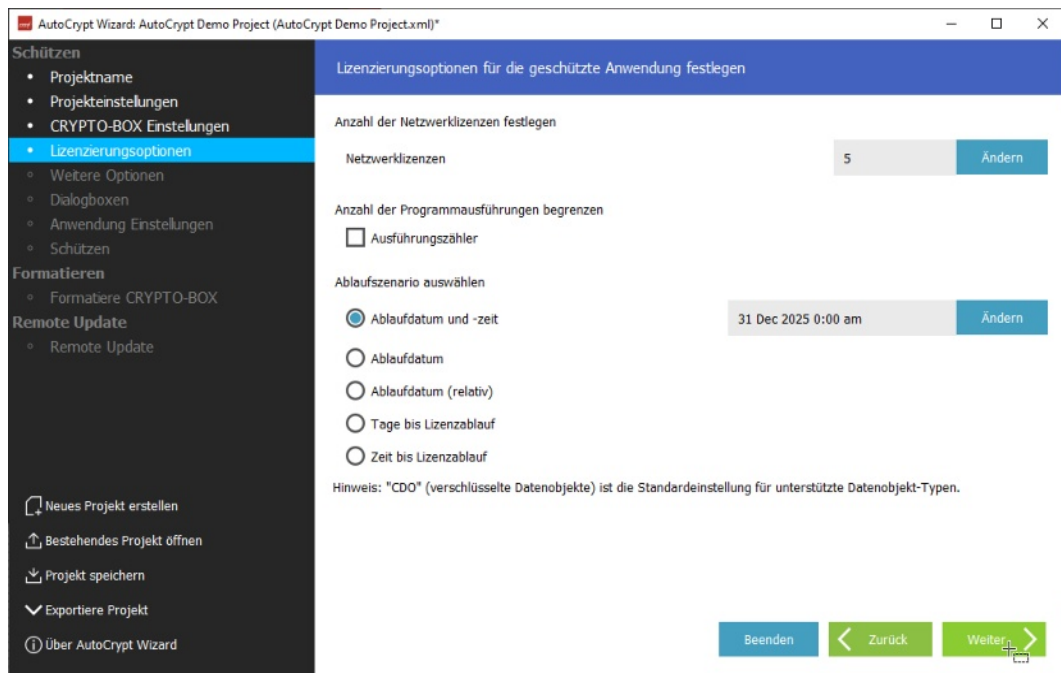 AutoCrypt Wizard: AutoCrypt Demo Project (AutoCrypt Demo Project.xml)*
Schützen
Projektname
Projekteinstellungen
CRYPTO-BOX Einstellungen
Lizenzierungsoptionen
Weitere Optionen
Dialogboxen
Anwendung Einstellungen
Schützen
Formatieren
Formatiere CRYPTO-BOX
Remote Update
Remote Update
Neues Projekt erstellen
Bestehendes Projekt öffnen
Projekt speichern
Exportiere Projekt
Über AutoCrypt Wizard
Lizenzierungsoptionen für die geschützte Anwendung festlegen
Anzahl der Netzwerklizenzen festlegen
Netzwerklizenzen 5 Ändern
Anzahl der Programmausführungen begrenzen
Ausführungszähler
Ablaufszenario auswählen
Ablaufdatum und -zeit 31 Dec 2025 0:00 am Ändern
Ablaufdatum
Ablaufdatum (relativ)
Tage bis Lizenzablauf
Zeit bis Lizenzablauf
Hinweis: "CDO" (verschlüsselte Datenobjekte) ist die Standardeinstellung für unterstützte Datenobjekt-Typen.
Beenden Zurück Weiter